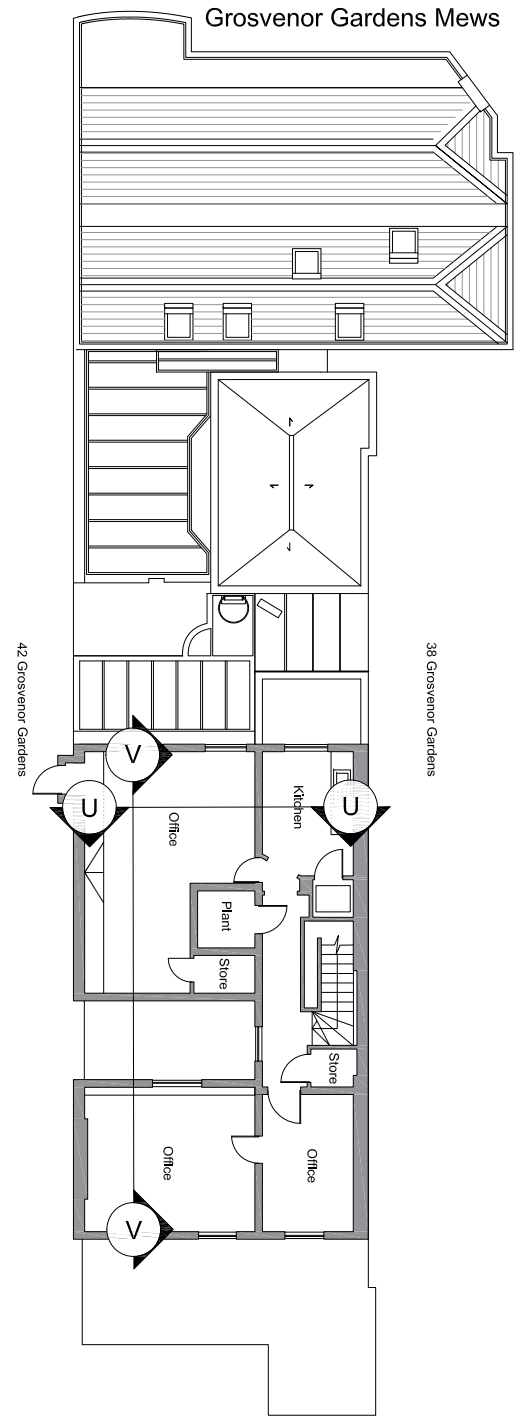 Grosvenor Gardens Mews
42 Grosvenor Gardens
38 Grosvenor Gardens
V
U
U
Office
Kitchen
Plant
Store
Store
Office
Office
V